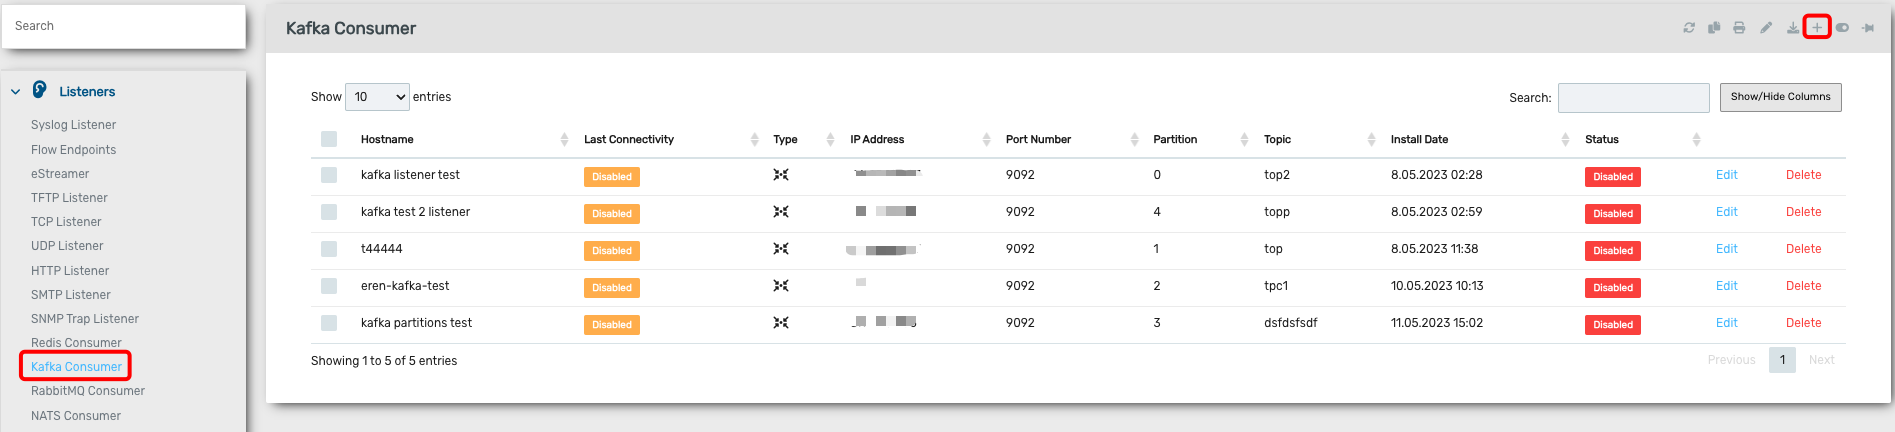 Search
Listeners
Syslog Listener
Flow Endpoints
eStreamer
TFTP Listener
TCP Listener
UDP Listener
HTTP Listener
SMTP Listener
SNMP Trap Listener
Redis Consumer
Kafka Consumer
RabbitMQ Consumer
NATS Consumer
Kafka Consumer
Show 10 entries
Search: Show/Hide Columns
Hostname Last Connectivity Type IP Address Port Number Partition Topic Install Date Status
kafka listener test Disabled 9092 0 top2 8.05.2023 02:28 Disabled Edit Delete
kafka test 2 listener Disabled 9092 4 topp 8.05.2023 02:59 Disabled Edit Delete
t44444 Disabled 9092 1 top 8.05.2023 11:38 Disabled Edit Delete
eren-kafka-test Disabled 9092 2 tpc1 10.05.2023 10:13 Disabled Edit Delete
kafka partitions test Disabled 9092 3 dsfdsfsdf 11.05.2023 15:02 Disabled Edit Delete
Showing 1 to 5 of 5 entries
Previous 1 Next